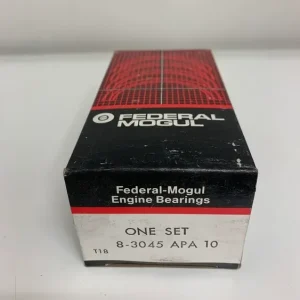 FEDERAL
MOGUL
Federal-Mogul
Engine Bearings
ONE SET
T18 8-3045 APA 10